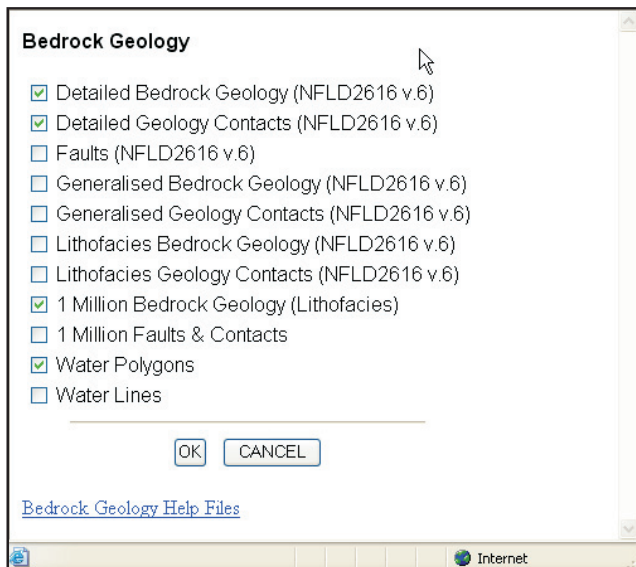 Bedrock Geology
Detailed Bedrock Geology (NFLD2616 v.6)
Detailed Geology Contacts (NFLD2616 v.6)
Faults (NFLD2616 v.6)
Generalised Bedrock Geology (NFLD2616 v.6)
Generalised Geology Contacts (NFLD2616 v.6)
Lithofacies Bedrock Geology (NFLD2616 v.6)
Lithofacies Geology Contacts (NFLD2616 v.6)
1 Million Bedrock Geology (Lithofacies)
1 Million Faults & Contacts
Water Polygons
Water Lines
OK CANCEL
Bedrock Geology Help Files
Internet